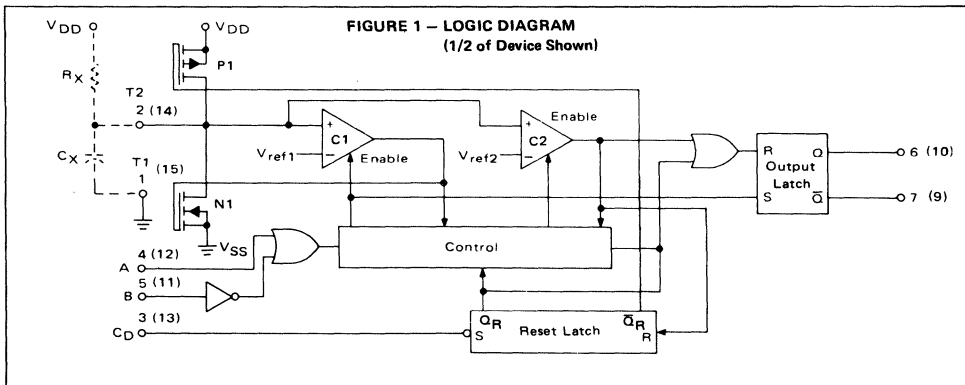 FIGURE 1 – LOGIC DIAGRAM
(1/2 of Device Shown)
VDD
VDD
P1
RX
T2
2 (14)
CX
T1
1
(15)
N1
VSS
+
C1
−
Vref1
Enable
Enable
+
C2
−
Vref2
R
Q
Output
Latch
S
Q̅
6 (10)
7 (9)
Control
4 (12)
A
5 (11)
B
3 (13)
CD
QR
Q̅R
S
Reset Latch
R